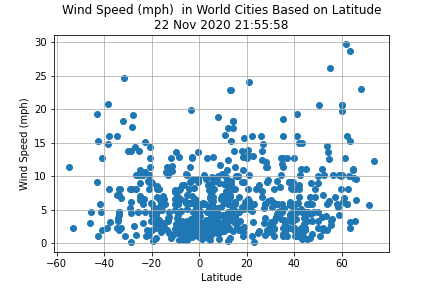 Wind Speed (mph)  in World Cities Based on Latitude
22 Nov 2020 21:55:58
Wind Speed (mph)
30
25
20
15
10
5
0
−60 −40 −20 0 20 40 60
Latitude